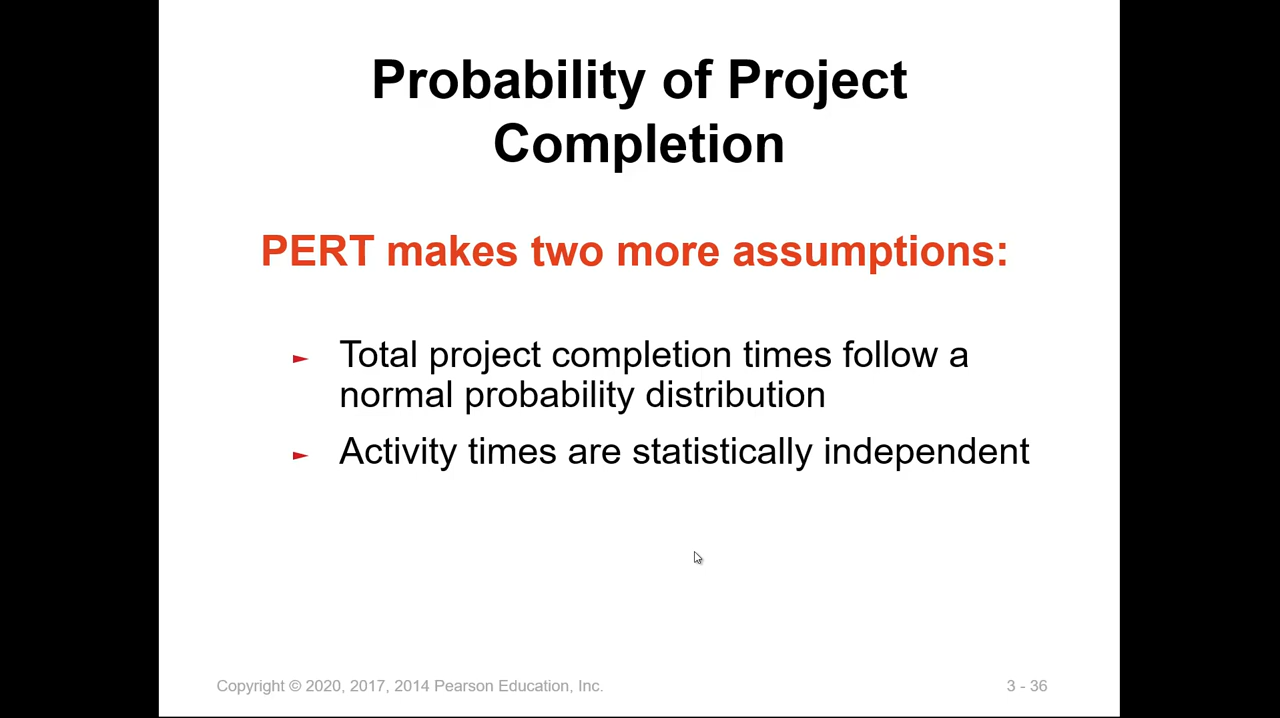 Probability of Project
Completion
PERT makes two more assumptions:
► Total project completion times follow a
normal probability distribution
► Activity times are statistically independent
Copyright © 2020, 2017, 2014 Pearson Education, Inc.
3 - 36